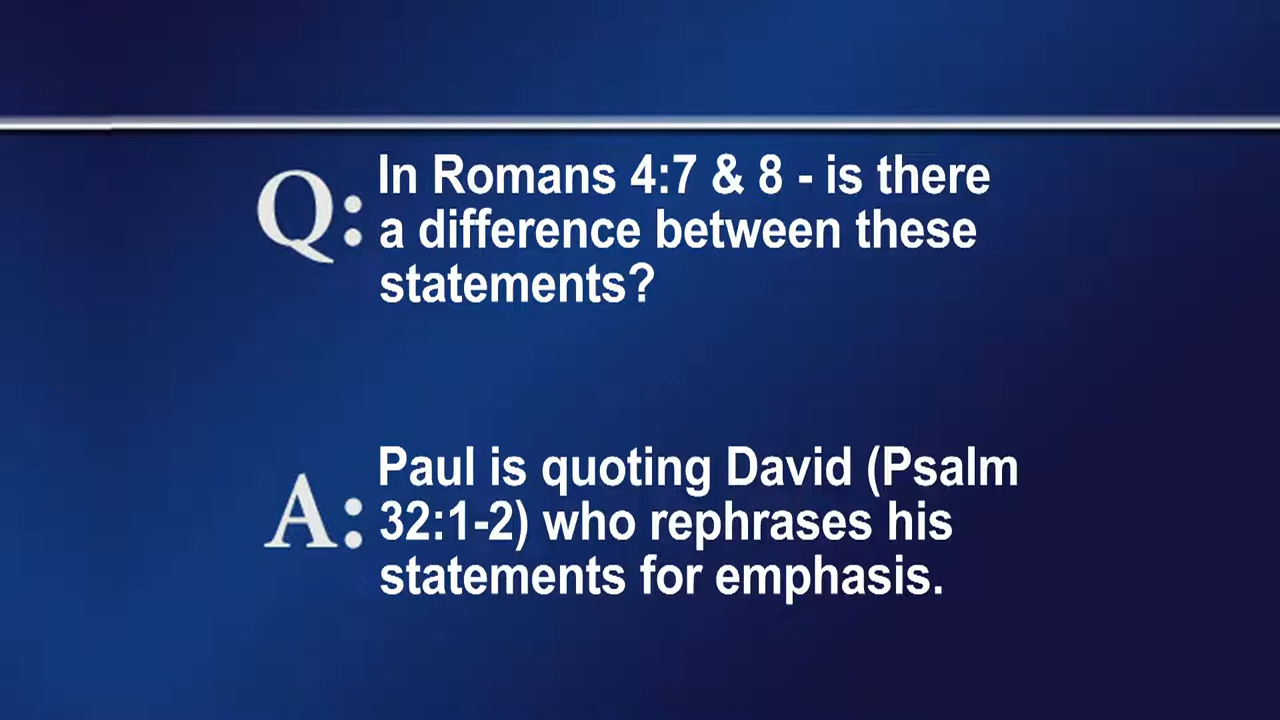 Q: In Romans 4:7 & 8 - is there
a difference between these
statements?
A: Paul is quoting David (Psalm
32:1-2) who rephrases his
statements for emphasis.